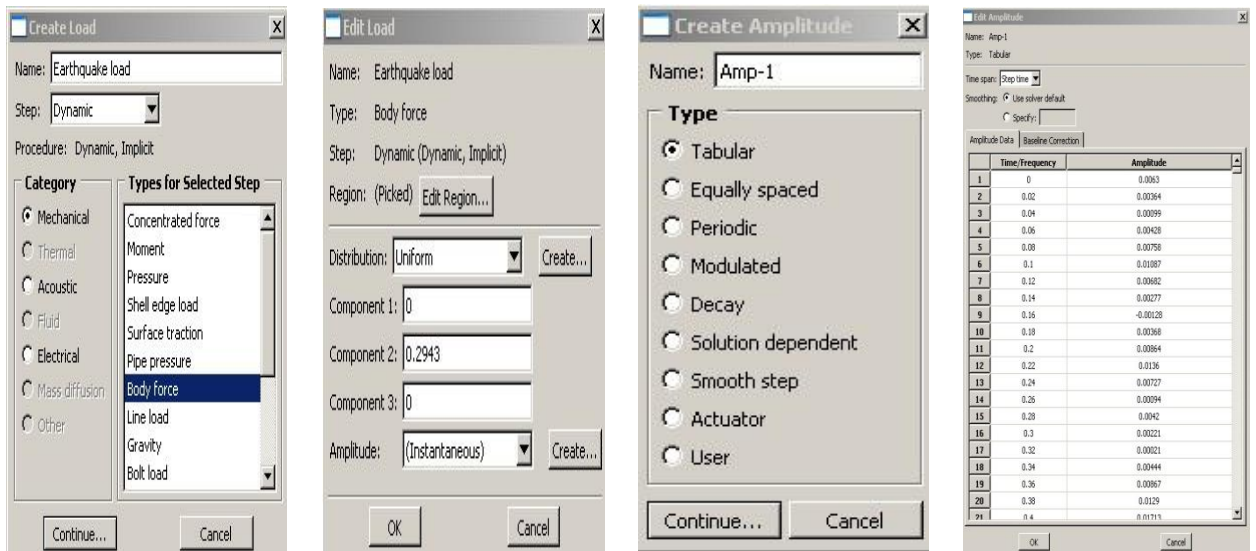 Create Load
Name: Earthquake load
Step: Dynamic
Procedure: Dynamic, Implicit
Category
Mechanical
Thermal
Acoustic
Fluid
Electrical
Mass diffusion
Other
Types for Selected Step
Concentrated force
Moment
Pressure
Shell edge load
Surface traction
Pipe pressure
Body force
Line load
Gravity
Bolt load
Continue... Cancel
Edit Load
Name: Earthquake load
Type: Body force
Step: Dynamic (Dynamic, Implicit)
Region: (Picked) Edit Region...
Distribution: Uniform Create...
Component 1: 0
Component 2: 0.2943
Component 3: 0
Amplitude: (Instantaneous) Create...
OK Cancel
Create Amplitude
Name: Amp-1
Type
Tabular
Equally spaced
Periodic
Modulated
Decay
Solution dependent
Smooth step
Actuator
User
Continue... Cancel
Edit Amplitude
Name: Amp-1
Type: Tabular
Time span: Step time
Smoothing: Use solver default
Specify:
Amplitude Data Baseline Correction
Time/Frequency Amplitude
1 0 0.0063
2 0.02 0.00364
3 0.04 0.00099
4 0.06 0.00428
5 0.08 0.00758
6 0.1 0.01087
7 0.12 0.00682
8 0.14 0.00277
9 0.16 -0.00128
10 0.18 0.00368
11 0.2 0.00864
12 0.22 0.0136
13 0.24 0.00727
14 0.26 0.00094
15 0.28 0.0042
16 0.3 0.00221
17 0.32 0.00021
18 0.34 0.00444
19 0.36 0.00867
20 0.38 0.0129
21 0.4 0.01713
OK Cancel